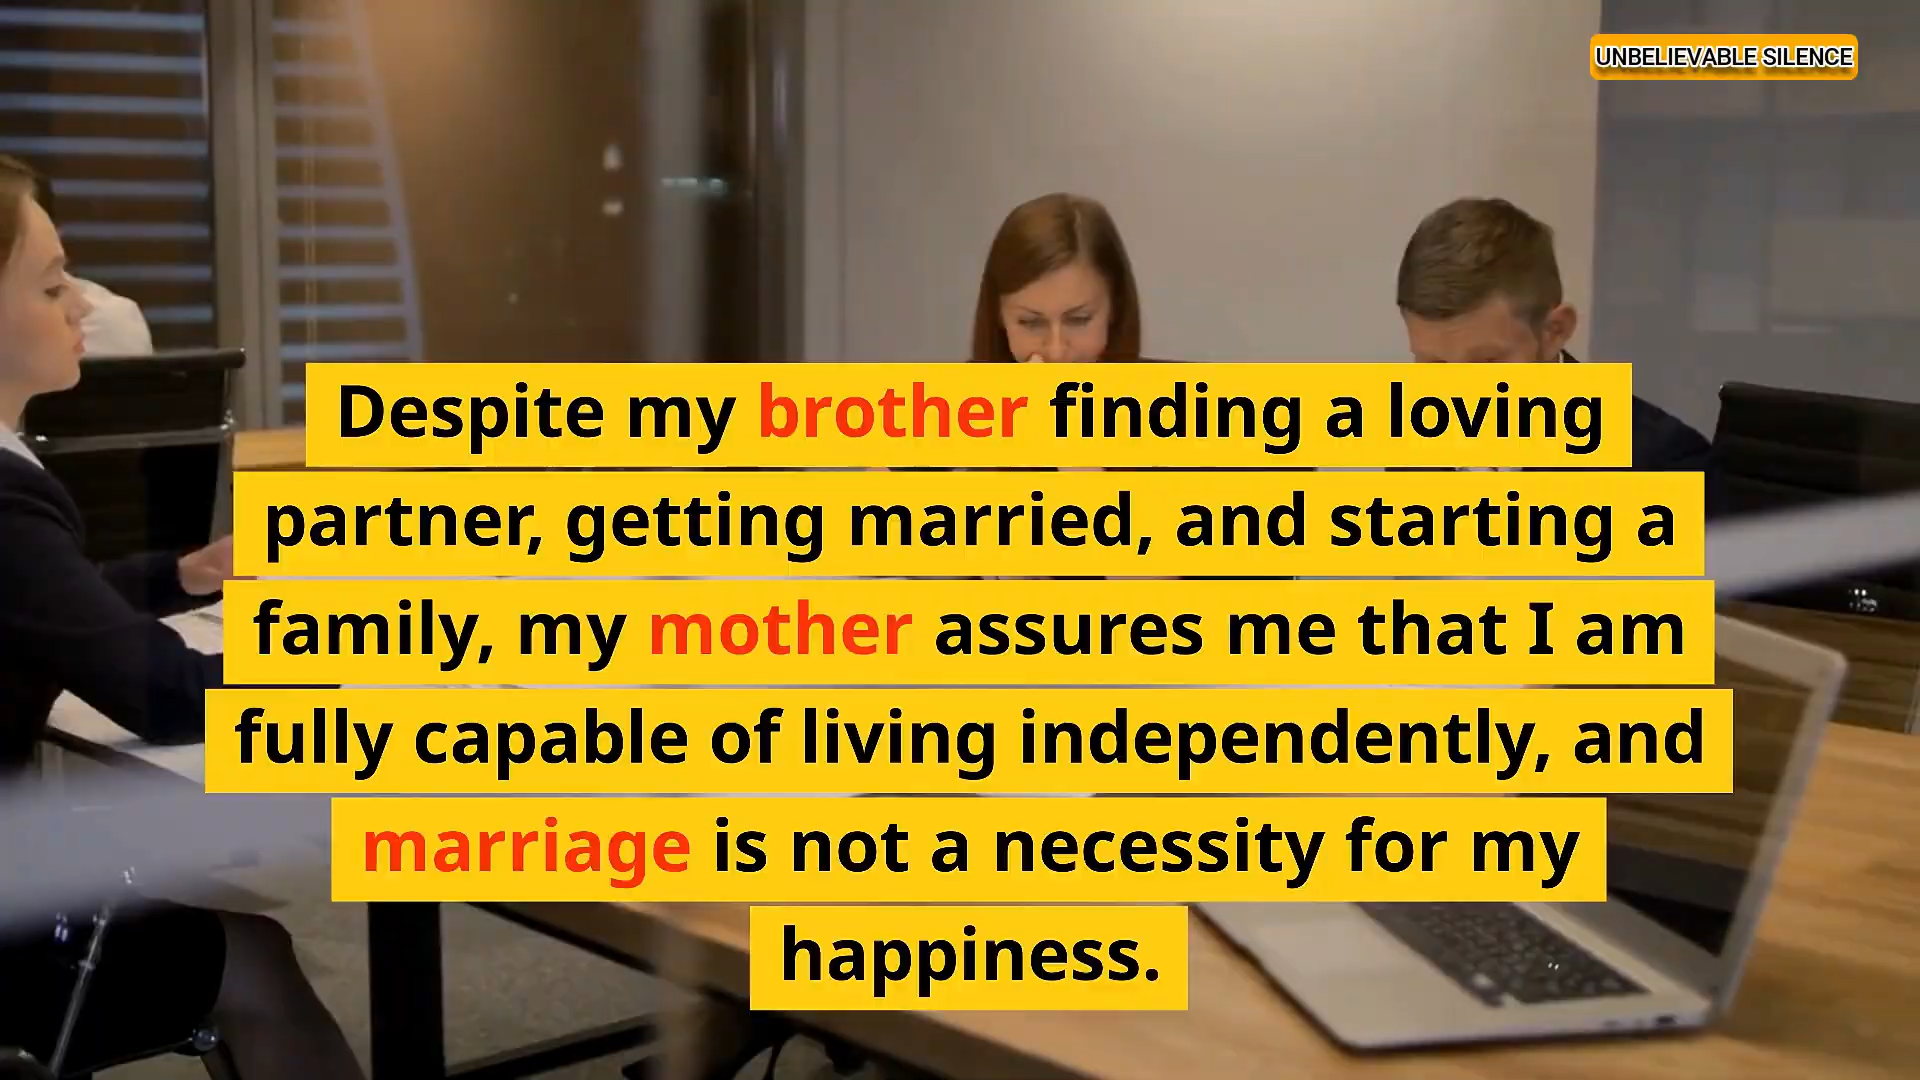 UNBELIEVABLE SILENCE
Despite my brother finding a loving
partner, getting married, and starting a
family, my mother assures me that I am
fully capable of living independently, and
marriage is not a necessity for my
happiness.